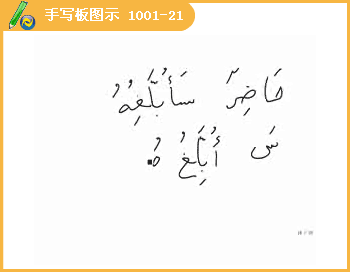 手写板图示 1001-21
حَاضِرٌ سَأُبَلِّغُهُ
سَ أُبَلِّغُ هُ